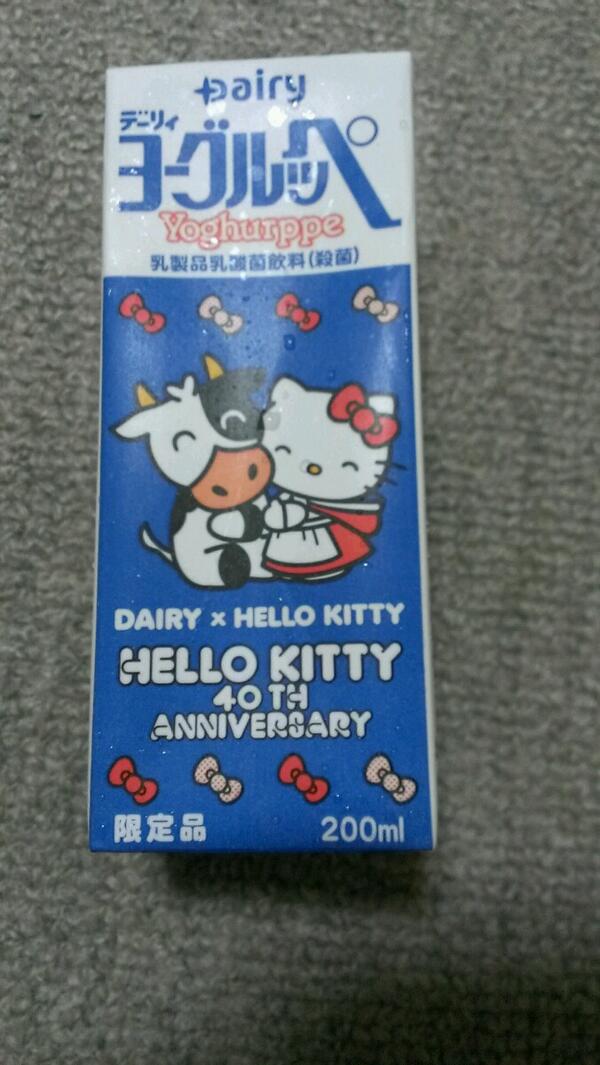 Dairy
デーリィ
ヨーグルッペ
Yoghurppe
乳製品乳酸菌飲料(殺菌)
DAIRY × HELLO KITTY
HELLO KITTY
40TH
ANNIVERSARY
限定品
200ml